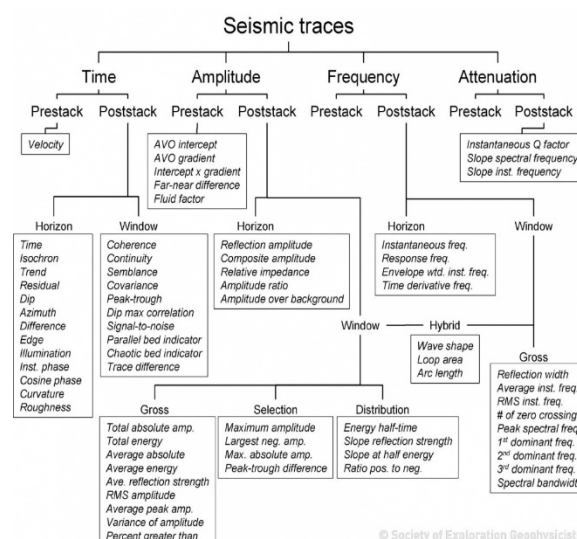 Seismic traces
Time Amplitude Frequency Attenuation
Prestack Poststack Prestack Poststack Prestack Poststack Prestack Poststack
Velocity
AVO intercept
AVO gradient
Intercept x gradient
Far-near difference
Fluid factor
Instantaneous Q factor
Slope spectral frequency
Slope inst. frequency
Horizon
Time
Isochron
Trend
Residual
Dip
Azimuth
Difference
Edge
Illumination
Inst. phase
Cosine phase
Curvature
Roughness
Window
Coherence
Continuity
Semblance
Covariance
Peak-trough
Dip max correlation
Signal-to-noise
Parallel bed indicator
Chaotic bed indicator
Trace difference
Horizon
Reflection amplitude
Composite amplitude
Relative impedance
Amplitude ratio
Amplitude over background
Horizon
Instantaneous freq.
Response freq.
Envelope wtd. inst. freq.
Time derivative freq.
Window
Window Hybrid
Wave shape
Loop area
Arc length
Gross
Total absolute amp.
Total energy
Average absolute
Average energy
Ave. reflection strength
RMS amplitude
Average peak amp.
Variance of amplitude
Percent greater than
Selection
Maximum amplitude
Largest neg. amp.
Max. absolute amp.
Peak-trough difference
Distribution
Energy half-time
Slope reflection strength
Slope at half energy
Ratio pos. to neg.
Gross
Reflection width
Average inst. freq.
RMS inst. freq.
# of zero crossing
Peak spectral freq
1st dominant freq.
2nd dominant freq.
3rd dominant freq.
Spectral bandwidt
© Society of Exploration Geophysicist